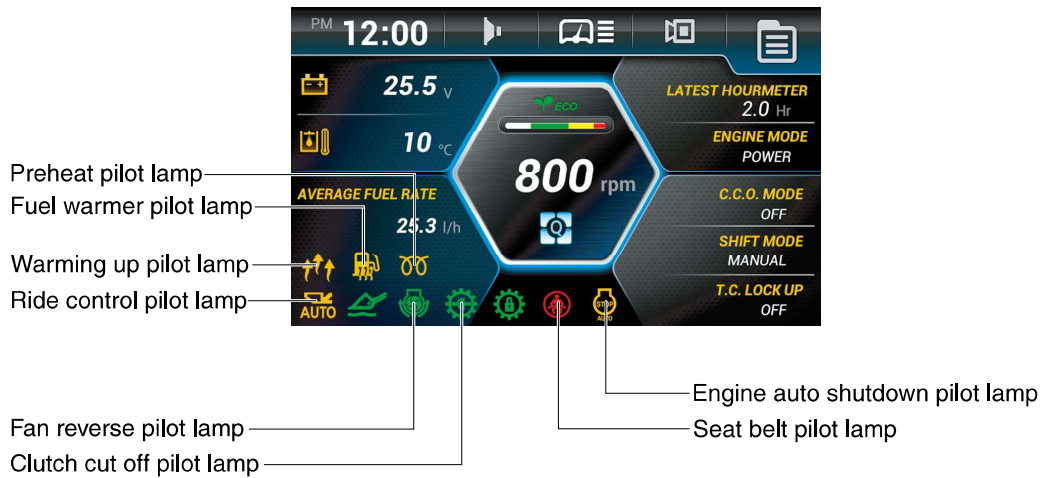 PM 12:00
25.5 V
10 °C
AVERAGE FUEL RATE
25.3 l/h
ECO
800 rpm
Q
LATEST HOURMETER
2.0 Hr
ENGINE MODE
POWER
C.C.O. MODE
OFF
SHIFT MODE
MANUAL
T.C. LOCK UP
OFF
AUTO
STOP
AUTO
Preheat pilot lamp
Fuel warmer pilot lamp
Warming up pilot lamp
Ride control pilot lamp
Fan reverse pilot lamp
Clutch cut off pilot lamp
Engine auto shutdown pilot lamp
Seat belt pilot lamp